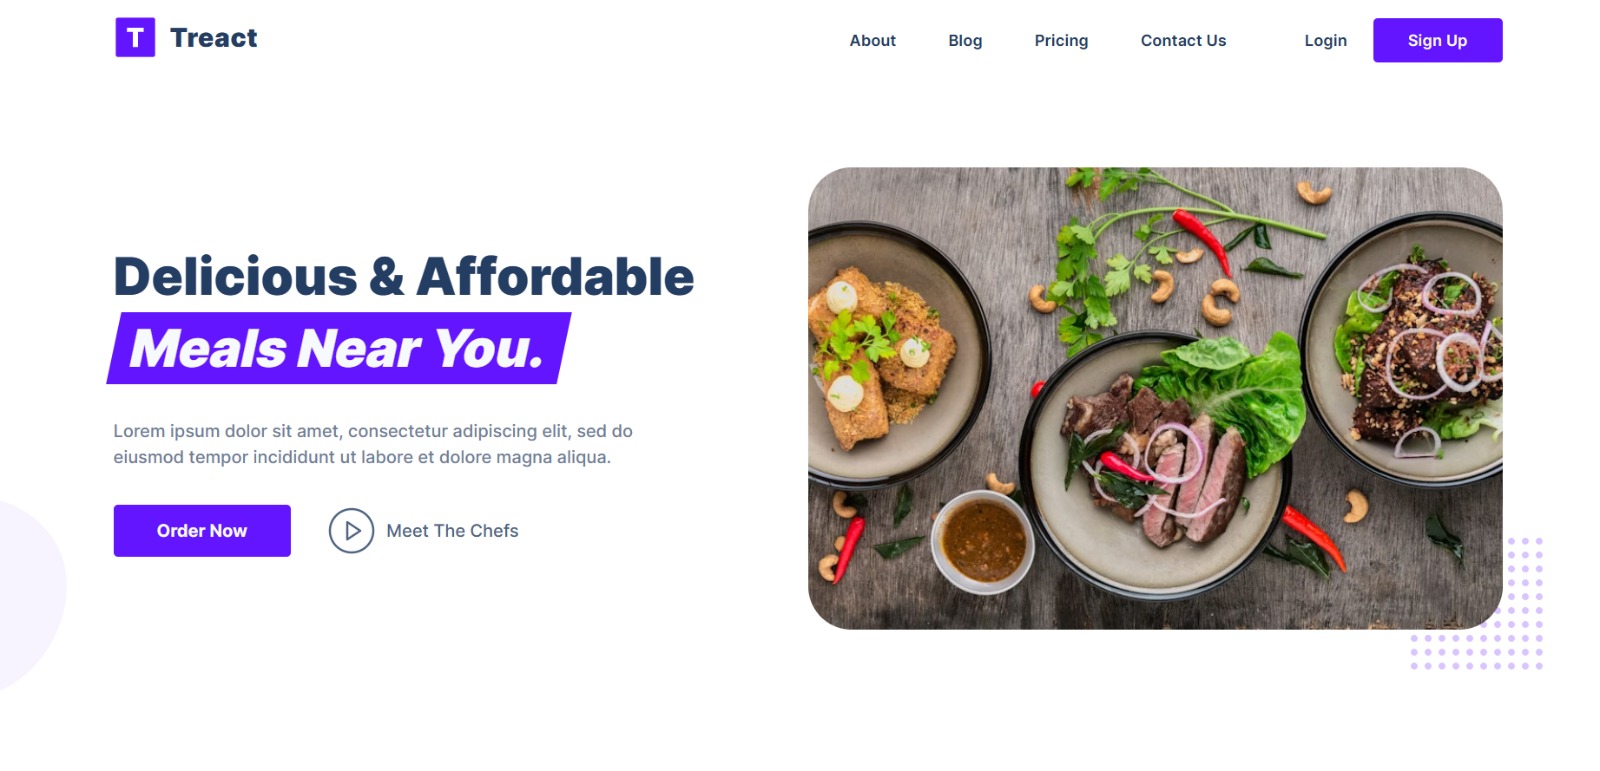 T Treact
About Blog Pricing Contact Us Login Sign Up
Delicious & Affordable
Meals Near You.
Lorem ipsum dolor sit amet, consectetur adipiscing elit, sed do
eiusmod tempor incididunt ut labore et dolore magna aliqua.
Order Now
Meet The Chefs